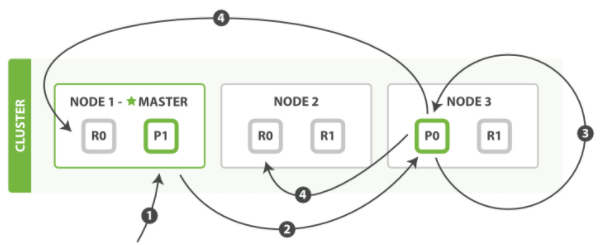 4
CLUSTER
NODE 1 - ★MASTER
NODE 2
NODE 3
R0
P1
R0
R1
P0
R1
3
4
1
2